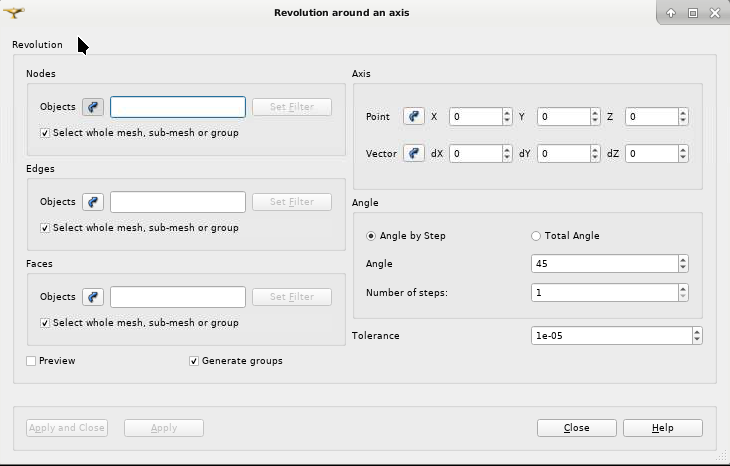 Revolution around an axis
Revolution
Nodes
Objects
Set Filter
Select whole mesh, sub-mesh or group
Edges
Objects
Set Filter
Select whole mesh, sub-mesh or group
Faces
Objects
Set Filter
Select whole mesh, sub-mesh or group
Preview
Generate groups
Axis
Point X 0 Y 0 Z 0
Vector dX 0 dY 0 dZ 0
Angle
Angle by Step
Total Angle
Angle 45
Number of steps: 1
Tolerance 1e-05
Apply and Close
Apply
Close
Help